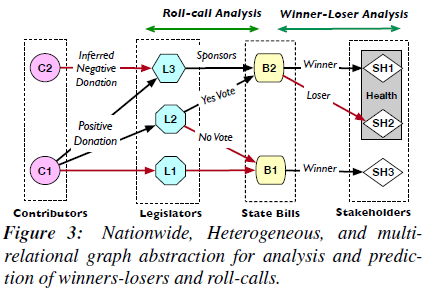 Roll-call Analysis
Winner-Loser Analysis
C2
Inferred
Negative
Donation
L3
Sponsors
B2
Winner
SH1
Health
Loser
SH2
Yes Vote
L2
Positive
Donation
No Vote
C1
L1
B1
Winner
SH3
Contributors
Legislators
State Bills
Stakeholders
Figure 3: Nationwide, Heterogeneous, and multi-
relational graph abstraction for analysis and predic-
tion of winners-losers and roll-calls.